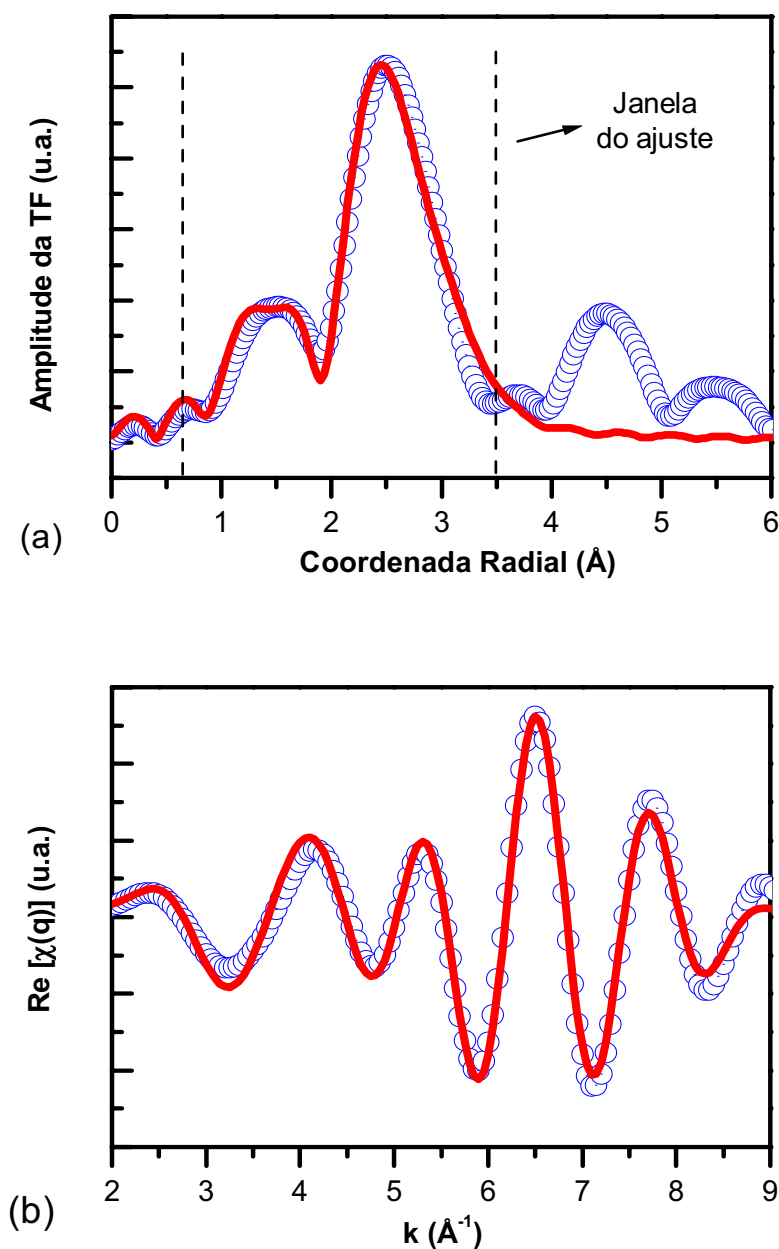 Amplitude da TF (u.a.)
Janela
do ajuste
0 1 2 3 4 5 6
Coordenada Radial (Å)
(a)
Re [χ(q)] (u.a.)
2 3 4 5 6 7 8 9
k (Å-1)
(b)